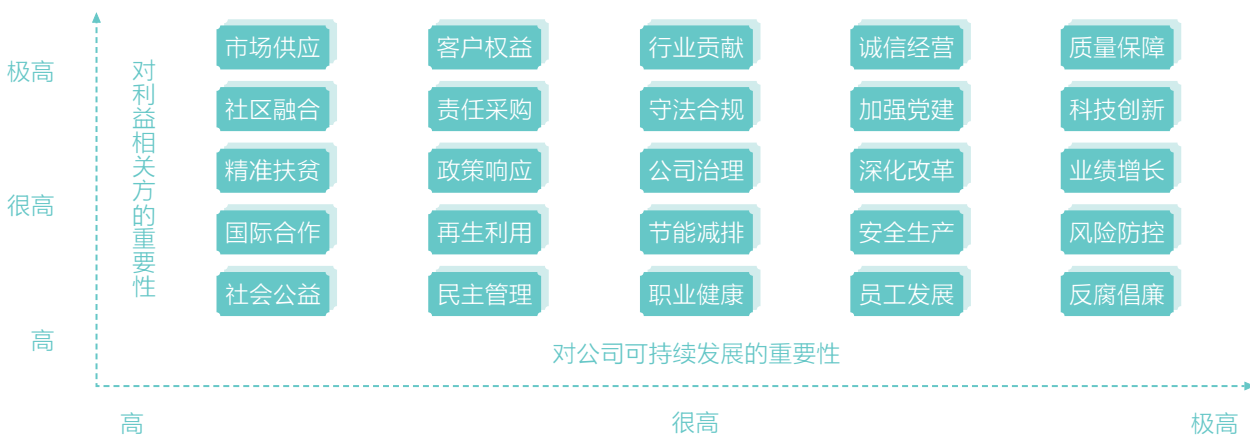 极高
很高
高
对利益相关方的重要性
市场供应 客户权益 行业贡献 诚信经营 质量保障
社区融合 责任采购 守法合规 加强党建 科技创新
精准扶贫 政策响应 公司治理 深化改革 业绩增长
国际合作 再生利用 节能减排 安全生产 风险防控
社会公益 民主管理 职业健康 员工发展 反腐倡廉
对公司可持续发展的重要性
高 很高 极高